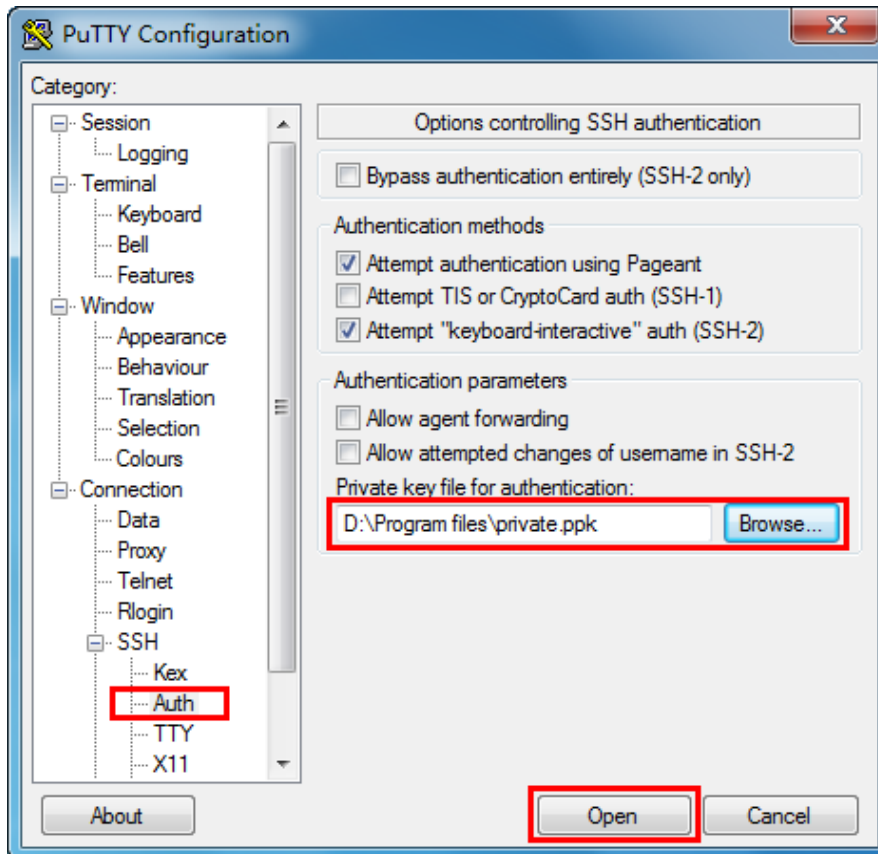 PuTTY Configuration
Category:
Session
Logging
Terminal
Keyboard
Bell
Features
Window
Appearance
Behaviour
Translation
Selection
Colours
Connection
Data
Proxy
Telnet
Rlogin
SSH
Kex
Auth
TTY
X11
Options controlling SSH authentication
Bypass authentication entirely (SSH-2 only)
Authentication methods
Attempt authentication using Pageant
Attempt TIS or CryptoCard auth (SSH-1)
Attempt "keyboard-interactive" auth (SSH-2)
Authentication parameters
Allow agent forwarding
Allow attempted changes of username in SSH-2
Private key file for authentication:
D:\Program files\private.ppk Browse...
About Open Cancel